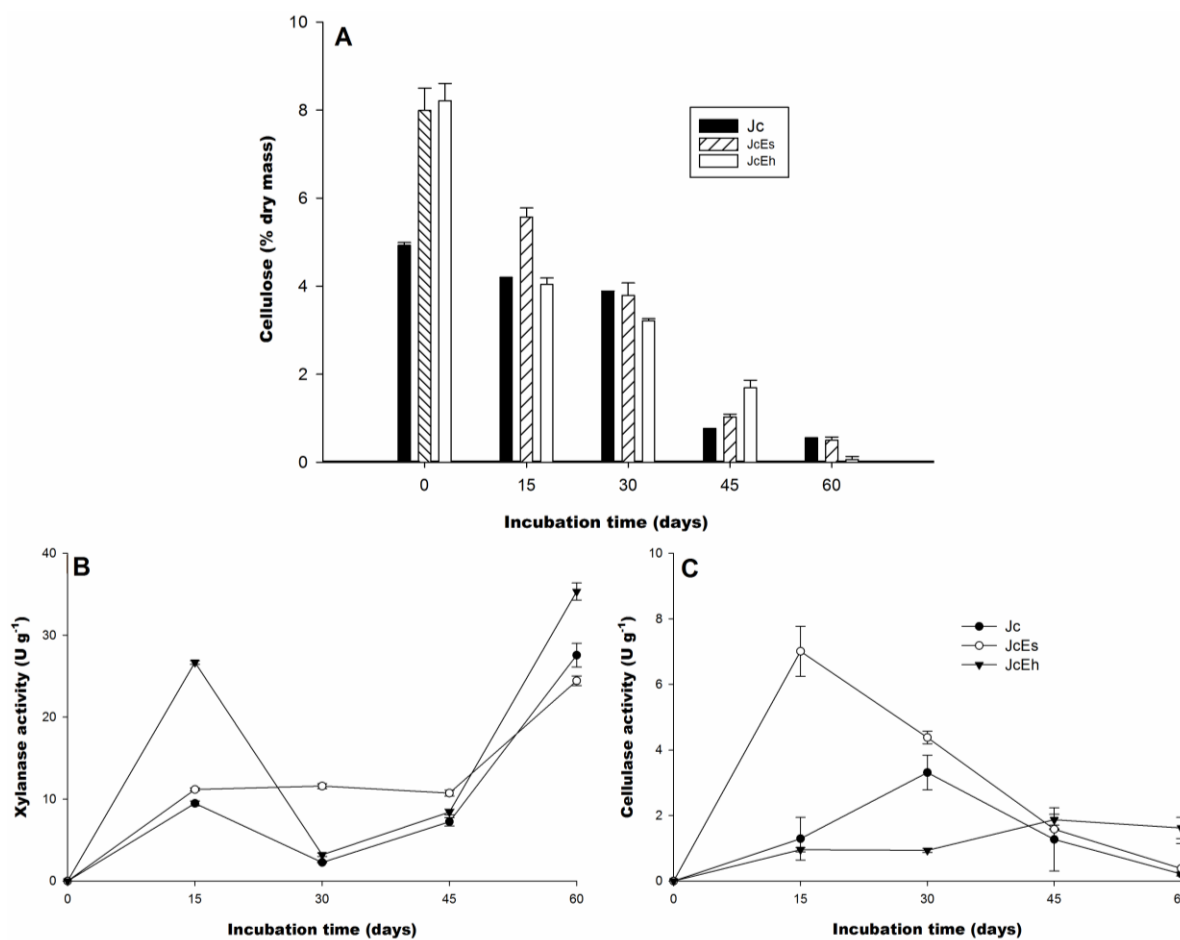 A
10
8
6
4
2
0
Cellulose (% dry mass)
Jc
JcEs
JcEh
0 15 30 45 60
Incubation time (days)
B
40
30
20
10
0
Xylanase activity (U g⁻¹)
0 15 30 45 60
Incubation time (days)
C
10
8
6
4
2
0
Cellulase activity (U g⁻¹)
Jc
JcEs
JcEh
0 15 30 45
Incubation time (days)